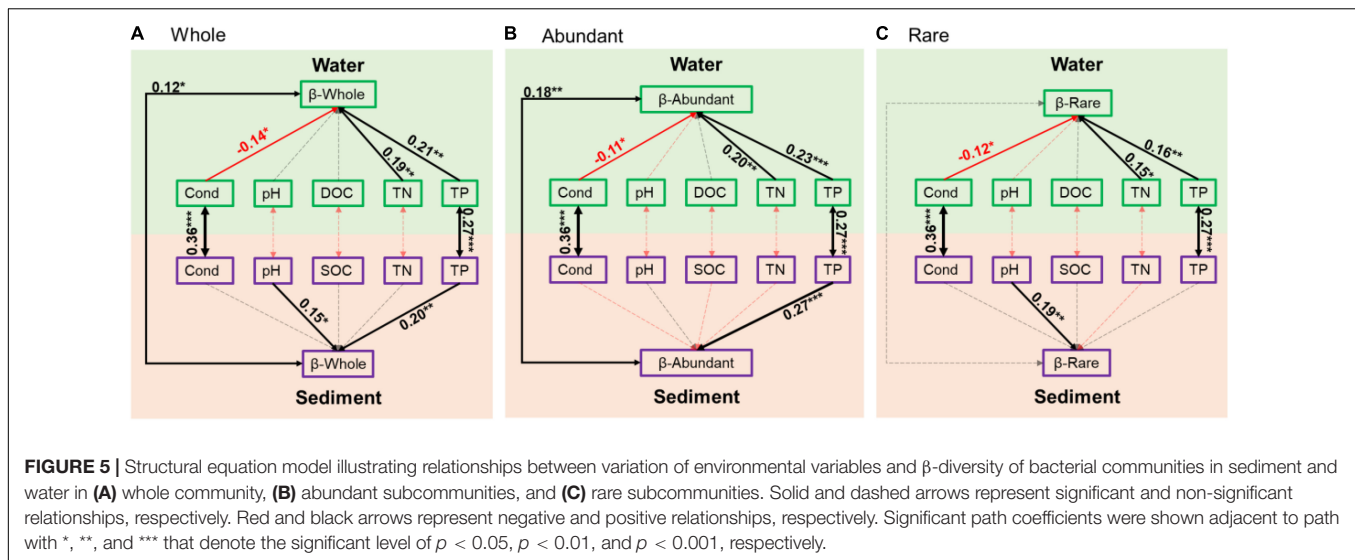 A Whole
B Abundant
C Rare
Water
Water
Water
0.12*
β-Whole
0.18**
β-Abundant
β-Rare
-0.14*
0.19**
0.21**
-0.11*
0.20**
0.23***
-0.12*
0.15*
0.16**
Cond pH DOC TN TP
Cond pH DOC TN TP
Cond pH DOC TN TP
0.36***
0.27***
0.36***
0.27***
0.36***
0.27***
Cond pH SOC TN TP
Cond pH SOC TN TP
Cond pH SOC TN TP
0.15*
0.20**
0.27***
0.19**
β-Whole
β-Abundant
β-Rare
Sediment
Sediment
Sediment
FIGURE 5 | Structural equation model illustrating relationships between variation of environmental variables and β-diversity of bacterial communities in sediment and
water in (A) whole community, (B) abundant subcommunities, and (C) rare subcommunities. Solid and dashed arrows represent significant and non-significant
relationships, respectively. Red and black arrows represent negative and positive relationships, respectively. Significant path coefficients were shown adjacent to path
with *, **, and *** that denote the significant level of p < 0.05, p < 0.01, and p < 0.001, respectively.